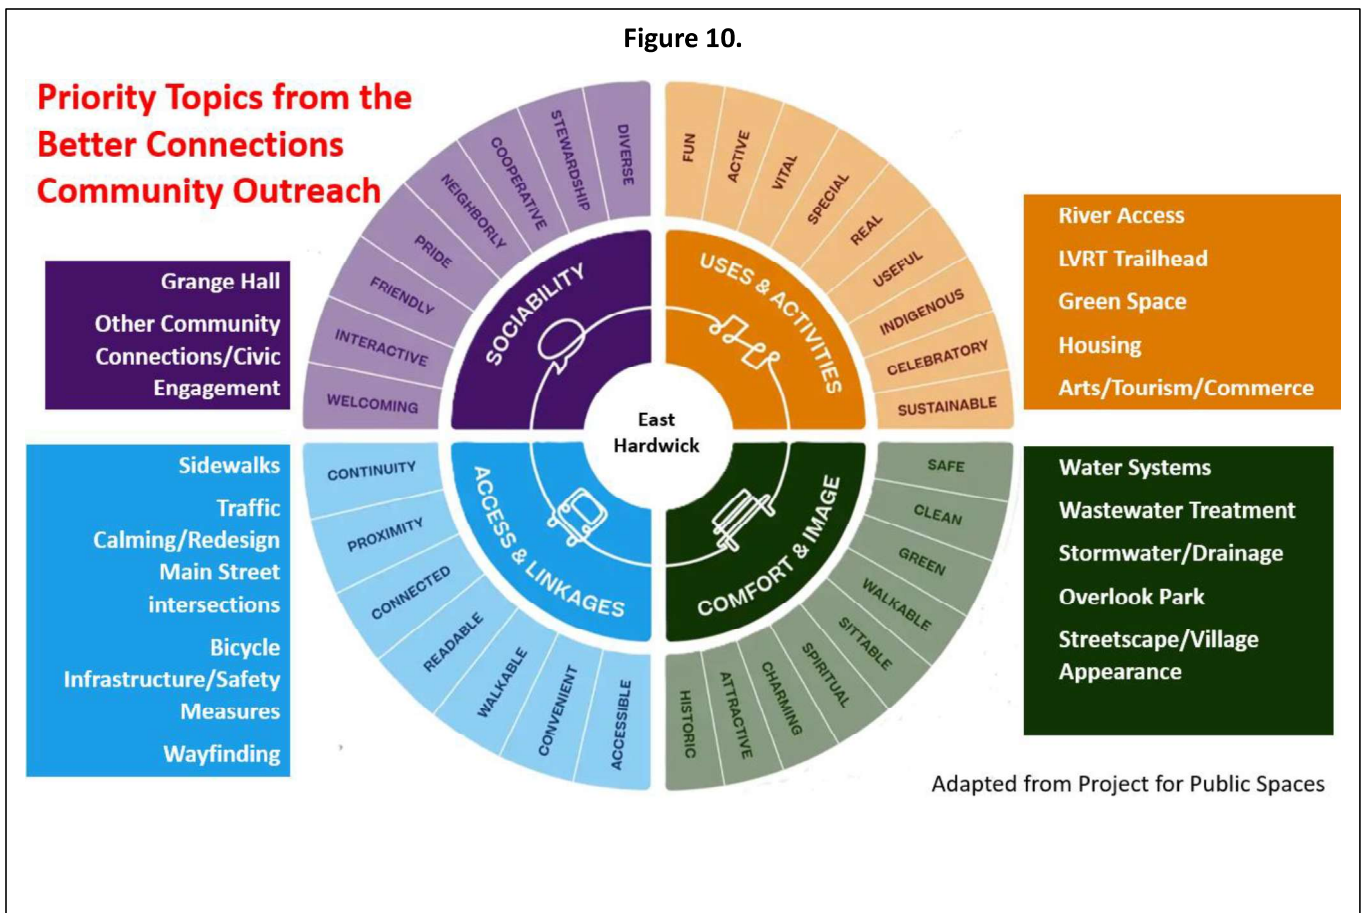 Figure 10.
Priority Topics from the
Better Connections
Community Outreach
Grange Hall
Other Community
Connections/Civic
Engagement
Sidewalks
Traffic
Calming/Redesign
Main Street
intersections
Bicycle
Infrastructure/Safety
Measures
Wayfinding
DIVERSE
STEWARDSHIP
COOPERATIVE
NEIGHBORLY
PRIDE
FRIENDLY
INTERACTIVE
WELCOMING
SOCIABILITY
FUN
ACTIVE
VITAL
SPECIAL
REAL
USEFUL
INDIGENOUS
CELEBRATORY
SUSTAINABLE
USES & ACTIVITIES
East
Hardwick
CONTINUITY
PROXIMITY
CONNECTED
READABLE
WALKABLE
CONVENIENT
ACCESSIBLE
ACCESS & LINKAGES
SAFE
CLEAN
GREEN
WALKABLE
SITTABLE
SPIRITUAL
CHARMING
ATTRACTIVE
HISTORIC
COMFORT & IMAGE
River Access
LVRT Trailhead
Green Space
Housing
Arts/Tourism/Commerce
Water Systems
Wastewater Treatment
Stormwater/Drainage
Overlook Park
Streetscape/Village
Appearance
Adapted from Project for Public Spaces